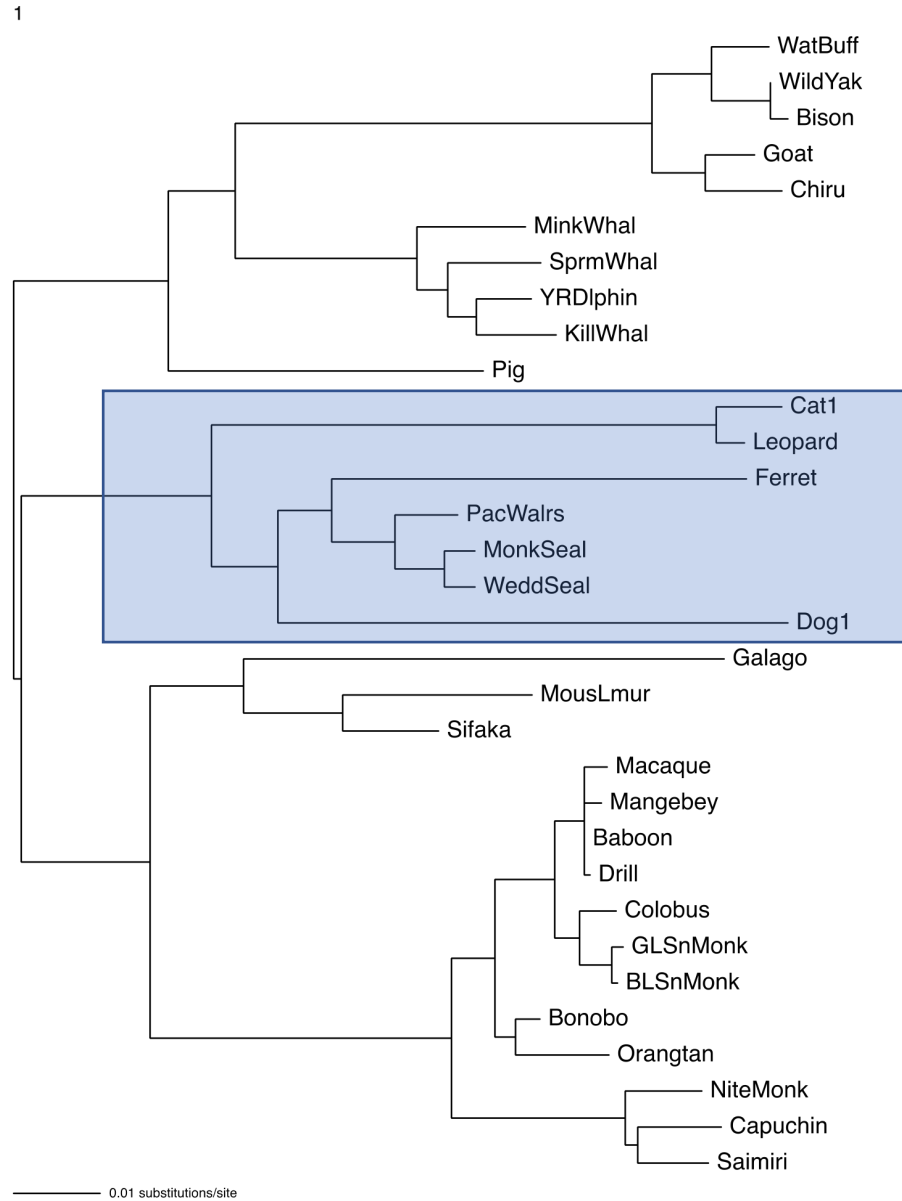 1
WatBuff
WildYak
Bison
Goat
Chiru
MinkWhal
SprmWhal
YRDlphin
KillWhal
Pig
Cat1
Leopard
Ferret
PacWalrs
MonkSeal
WeddSeal
Dog1
Galago
MousLmur
Sifaka
Macaque
Mangebey
Baboon
Drill
Colobus
GLSnMonk
BLSnMonk
Bonobo
Orangtan
NiteMonk
Capuchin
Saimiri
0.01 substitutions/site